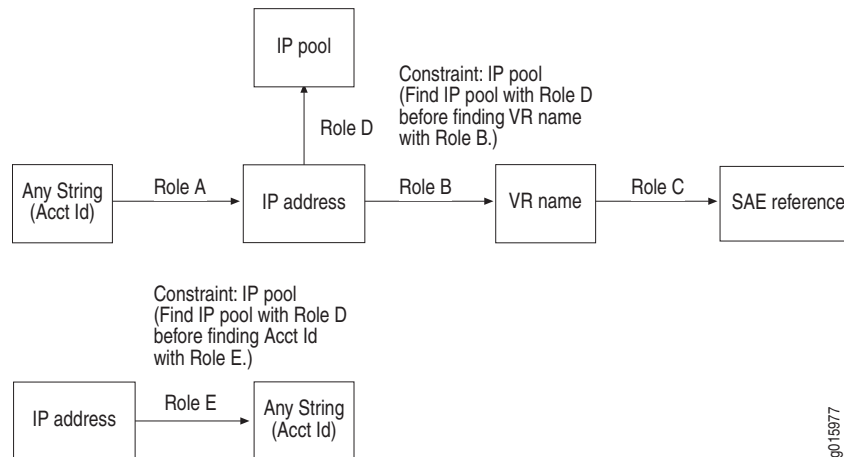 IP pool
Constraint: IP pool
(Find IP pool with Role D
before finding VR name
with Role B.)
Role D
Any String
(Acct Id)
Role A
IP address
Role B
VR name
Role C
SAE reference
Constraint: IP pool
(Find IP pool with Role D
before finding Acct Id
with Role E.)
IP address
Role E
Any String
(Acct Id)
g015977